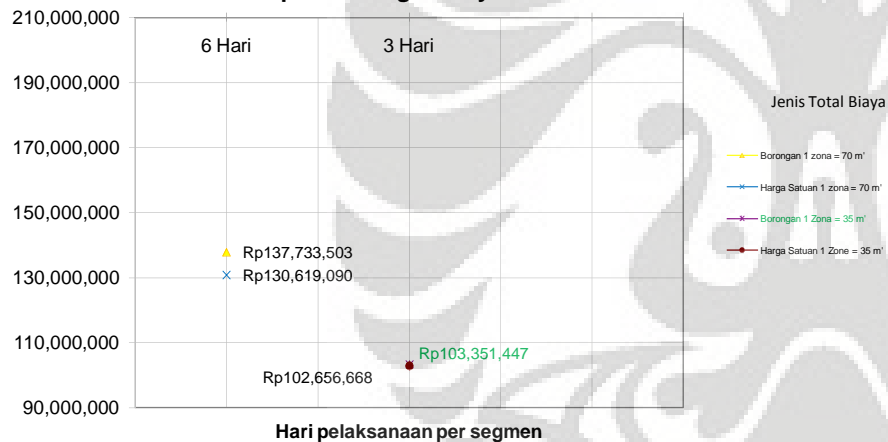 210,000,000
6 Hari
3 Hari
190,000,000
170,000,000
150,000,000
130,000,000
110,000,000
90,000,000
Rp137,733,503
Rp130,619,090
Rp103,351,447
Rp102,656,668
Hari pelaksanaan per segmen
Jenis Total Biaya
Borongan 1 zona = 70 m'
Harga Satuan 1 zona = 70 m'
Borongan 1 Zona = 35 m'
Harga Satuan 1 Zone = 35 m'